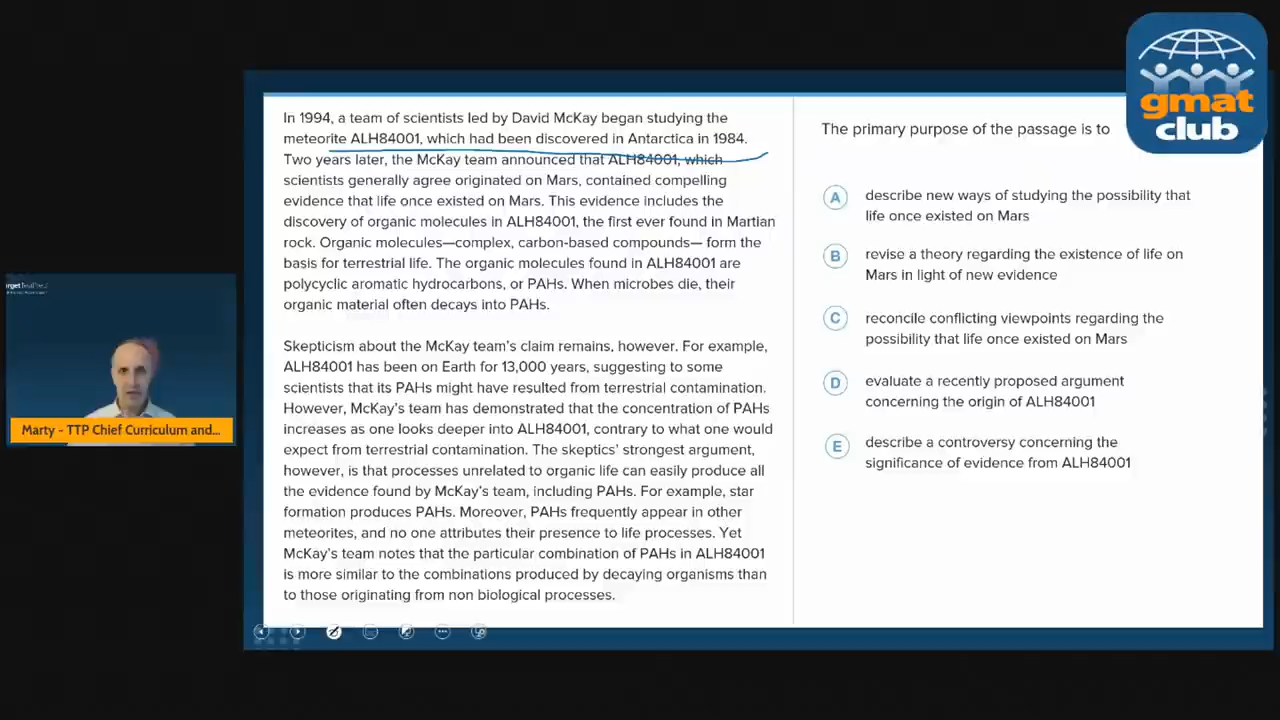 gmat
club
In 1994, a team of scientists led by David McKay began studying the
meteorite ALH84001, which had been discovered in Antarctica in 1984.
Two years later, the McKay team announced that ALH84001, which
scientists generally agree originated on Mars, contained compelling
evidence that life once existed on Mars. This evidence includes the
discovery of organic molecules in ALH84001, the first ever found in Martian
rock. Organic molecules—complex, carbon-based compounds— form the
basis for terrestrial life. The organic molecules found in ALH84001 are
polycyclic aromatic hydrocarbons, or PAHs. When microbes die, their
organic material often decays into PAHs.
Skepticism about the McKay team's claim remains, however. For example,
ALH84001 has been on Earth for 13,000 years, suggesting to some
scientists that its PAHs might have resulted from terrestrial contamination.
However, McKay's team has demonstrated that the concentration of PAHs
increases as one looks deeper into ALH84001, contrary to what one would
expect from terrestrial contamination. The skeptics' strongest argument,
however, is that processes unrelated to organic life can easily produce all
the evidence found by McKay's team, including PAHs. For example, star
formation produces PAHs. Moreover, PAHs frequently appear in other
meteorites, and no one attributes their presence to life processes. Yet
McKay's team notes that the particular combination of PAHs in ALH84001
is more similar to the combinations produced by decaying organisms than
to those originating from non biological processes.
The primary purpose of the passage is to
A describe new ways of studying the possibility that
life once existed on Mars
B revise a theory regarding the existence of life on
Mars in light of new evidence
C reconcile conflicting viewpoints regarding the
possibility that life once existed on Mars
D evaluate a recently proposed argument
concerning the origin of ALH84001
E describe a controversy concerning the
significance of evidence from ALH84001
Marty - TTP Chief Curriculum and...